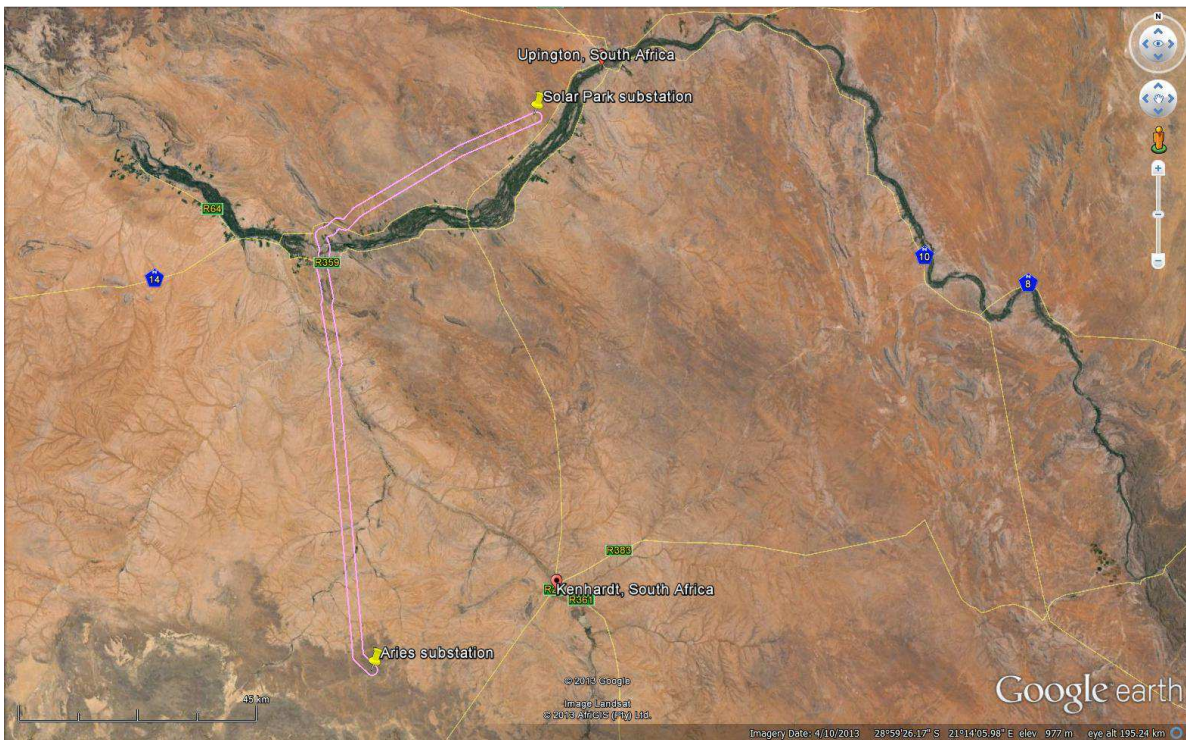 N
Upington, South Africa
Solar Park substation
R64
R359
N
14
N
10
N
8
R383
Kenhardt, South Africa
R361
Aries substation
45 km
© 2013 Google
Image Landsat
© 2013 AfriGIS (Pty) Ltd.
Google earth
Imagery Date: 4/10/2013 28°59'26.17" S 21°14'05.98" E elev 977 m eye alt 195.24 km